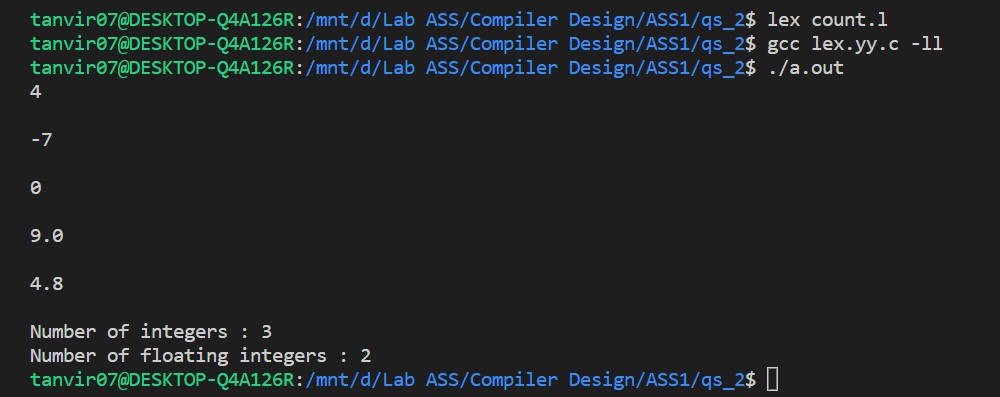 tanvir07@DESKTOP-Q4A126R:/mnt/d/Lab ASS/Compiler Design/ASS1/qs_2$ lex count.l
tanvir07@DESKTOP-Q4A126R:/mnt/d/Lab ASS/Compiler Design/ASS1/qs_2$ gcc lex.yy.c -ll
tanvir07@DESKTOP-Q4A126R:/mnt/d/Lab ASS/Compiler Design/ASS1/qs_2$ ./a.out
4
-7
0
9.0
4.8
Number of integers : 3
Number of floating integers : 2
tanvir07@DESKTOP-Q4A126R:/mnt/d/Lab ASS/Compiler Design/ASS1/qs_2$